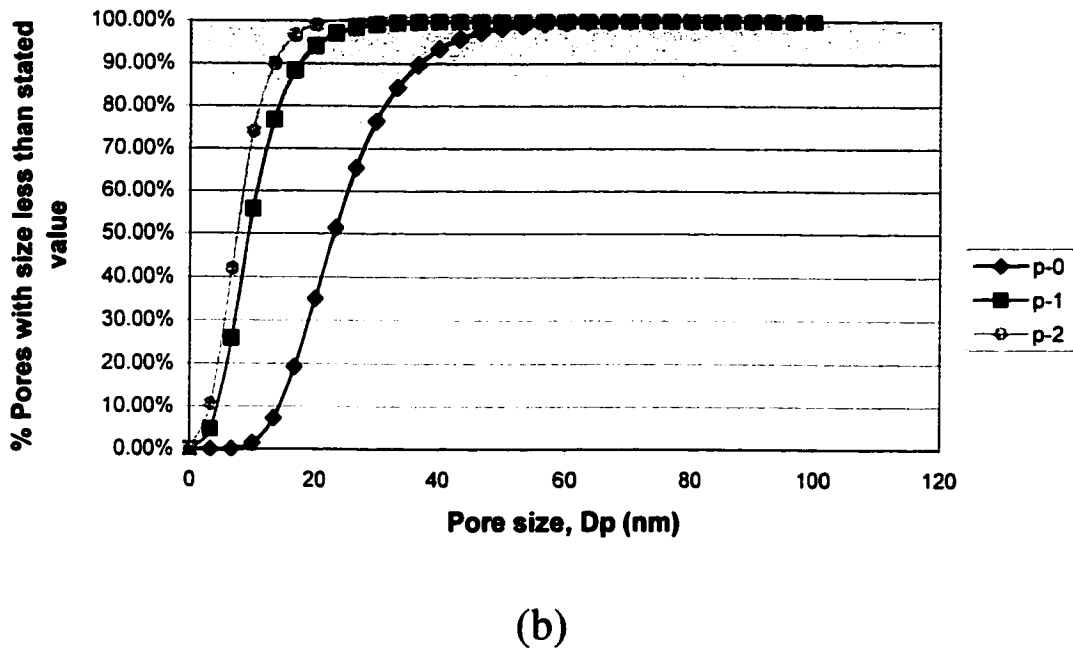 % Pores with size less than stated
value
100.00%
90.00%
80.00%
70.00%
60.00%
50.00%
40.00%
30.00%
20.00%
10.00%
0.00%
0 20 40 60 80 100 120
Pore size, Dp (nm)
p-0
p-1
p-2
(b)